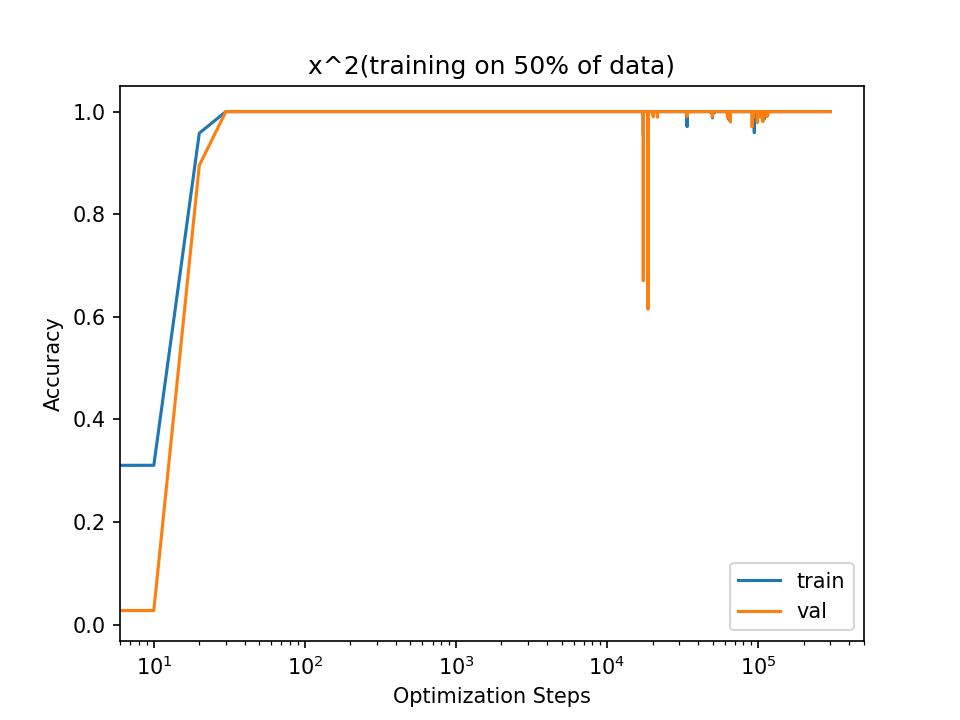 x^2(training on 50% of data)
Accuracy
1.0
0.8
0.6
0.4
0.2
0.0
train
val
10¹ 10² 10³ 10⁴ 10⁵
Optimization Steps